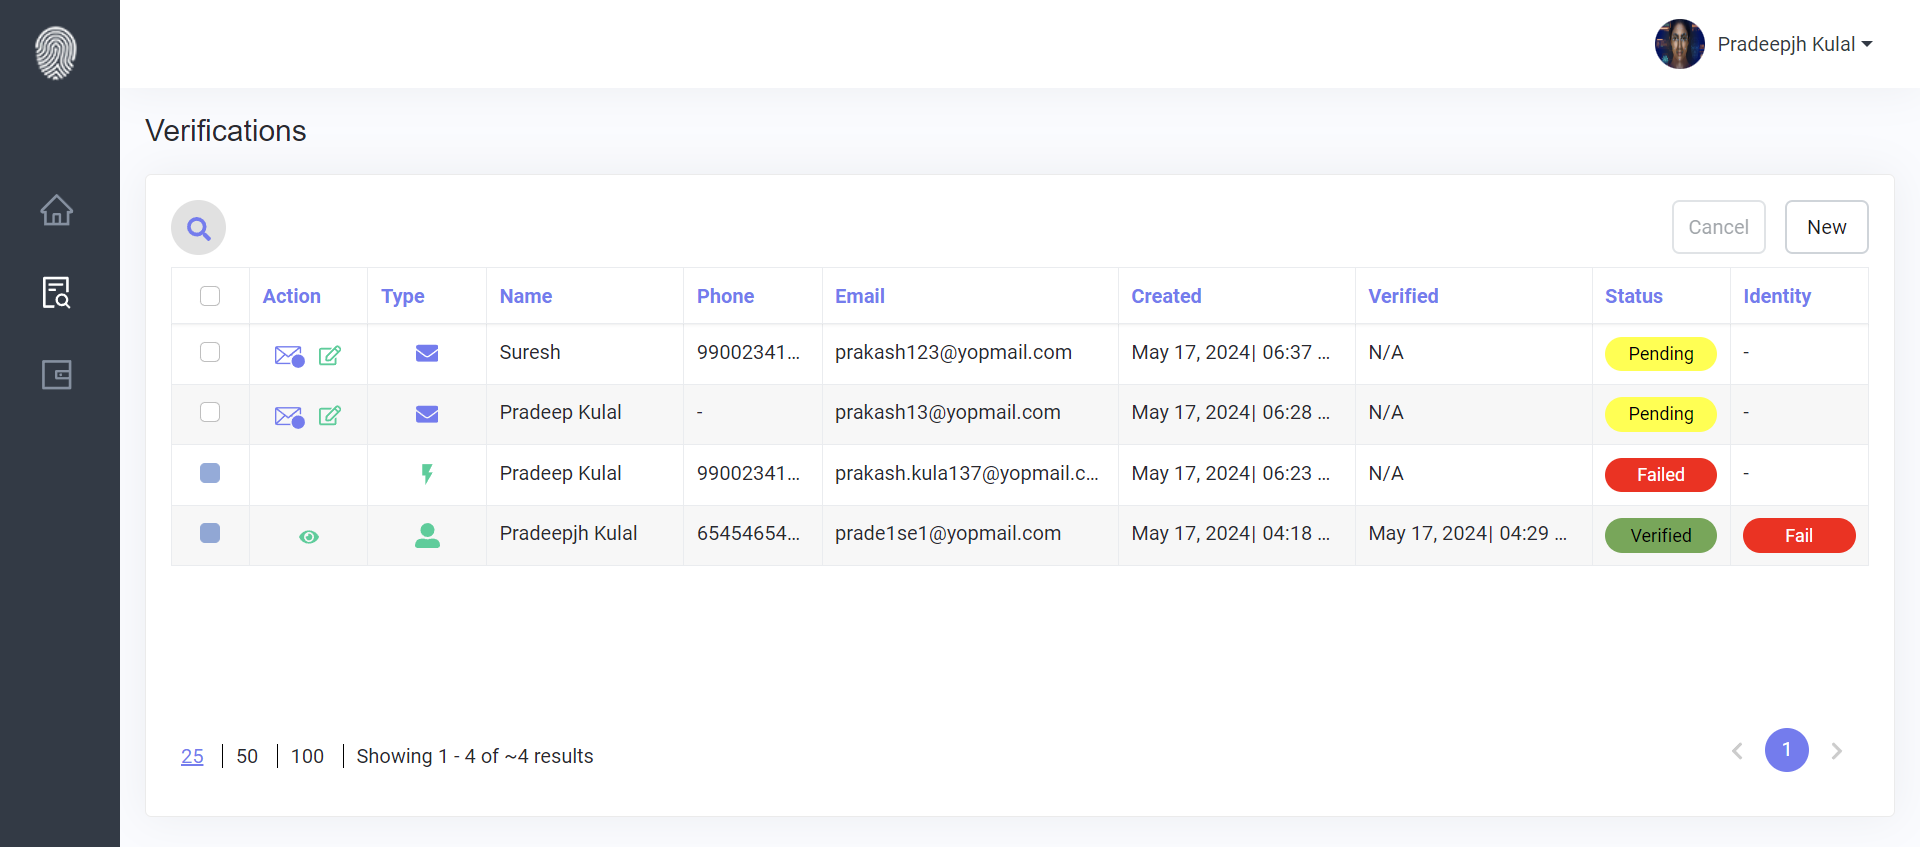 Pradeepjh Kulal
Verifications
Cancel New
Action Type Name Phone Email Created Verified Status Identity
Suresh 99002341... prakash123@yopmail.com May 17, 2024| 06:37 ... N/A Pending -
Pradeep Kulal - prakash13@yopmail.com May 17, 2024| 06:28 ... N/A Pending -
Pradeep Kulal 99002341... prakash.kula137@yopmail.c... May 17, 2024| 06:23 ... N/A Failed -
Pradeepjh Kulal 65454654... prade1se1@yopmail.com May 17, 2024| 04:18 ... May 17, 2024| 04:29 ... Verified Fail
25 50 100 Showing 1 - 4 of ~4 results 1